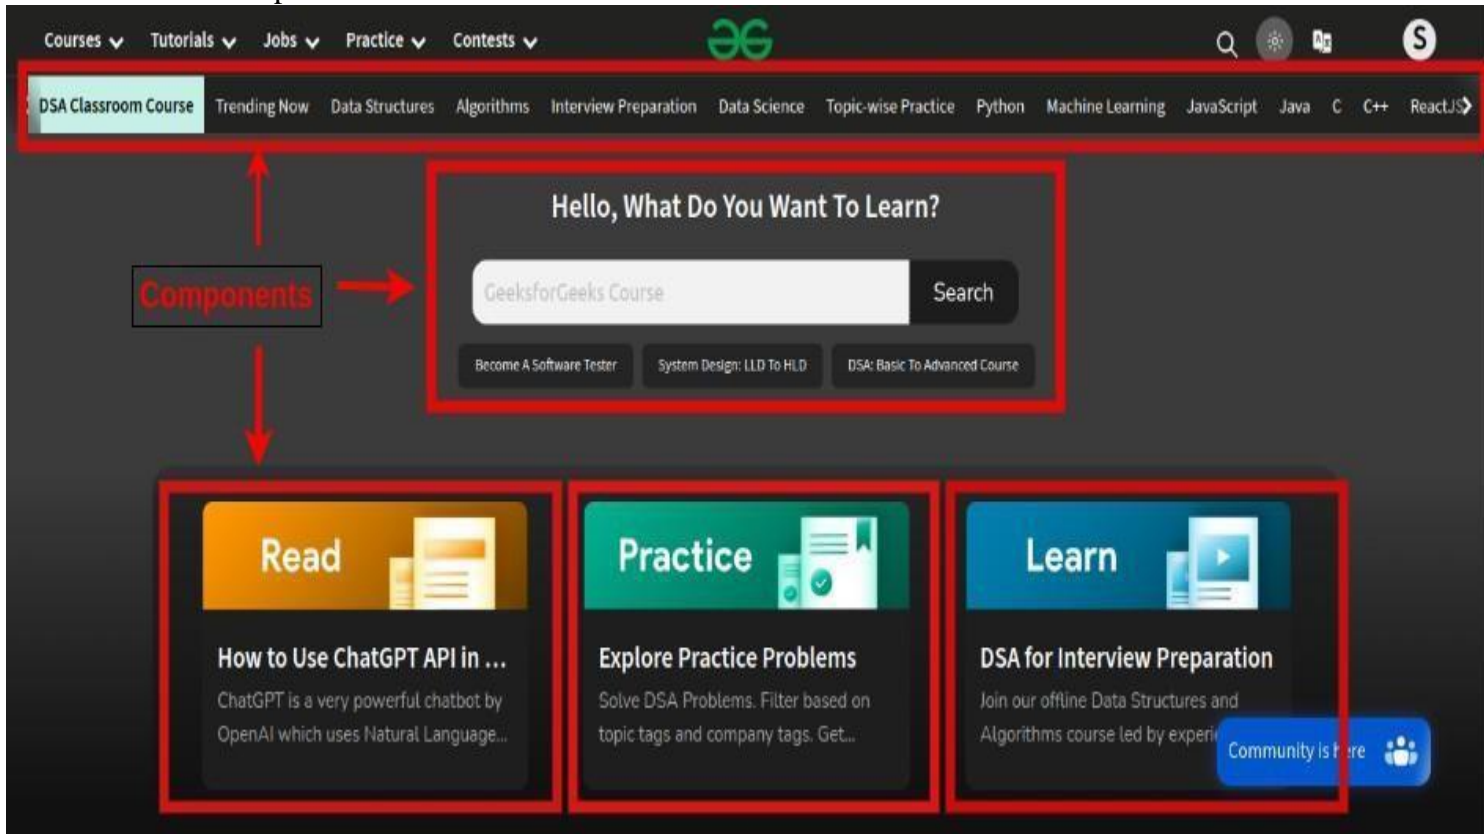 Courses Tutorials Jobs Practice Contests S
DSA Classroom Course Trending Now Data Structures Algorithms Interview Preparation Data Science Topic-wise Practice Python Machine Learning JavaScript Java C C++ ReactJS
Hello, What Do You Want To Learn?
GeeksforGeeks Course Search
Become A Software Tester System Design: LLD To HLD DSA: Basic To Advanced Course
Components
Read
How to Use ChatGPT API in ...
ChatGPT is a very powerful chatbot by
OpenAI which uses Natural Language...
Practice
Explore Practice Problems
Solve DSA Problems. Filter based on
topic tags and company tags. Get...
Learn
DSA for Interview Preparation
Join our offline Data Structures and
Algorithms course led by experi
Community is here